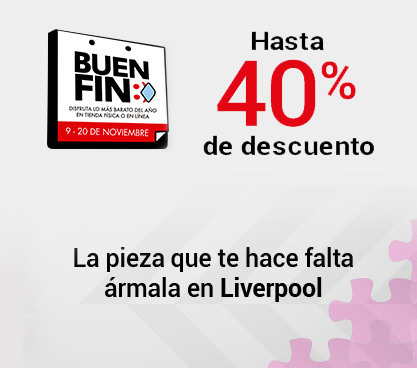 BUEN
FIN
DISFRUTA LO MÁS BARATO DEL AÑO
EN TIENDA FÍSICA O EN LÍNEA
9 - 20 DE NOVIEMBRE
Hasta
40%
de descuento
La pieza que te hace falta
ármala en Liverpool